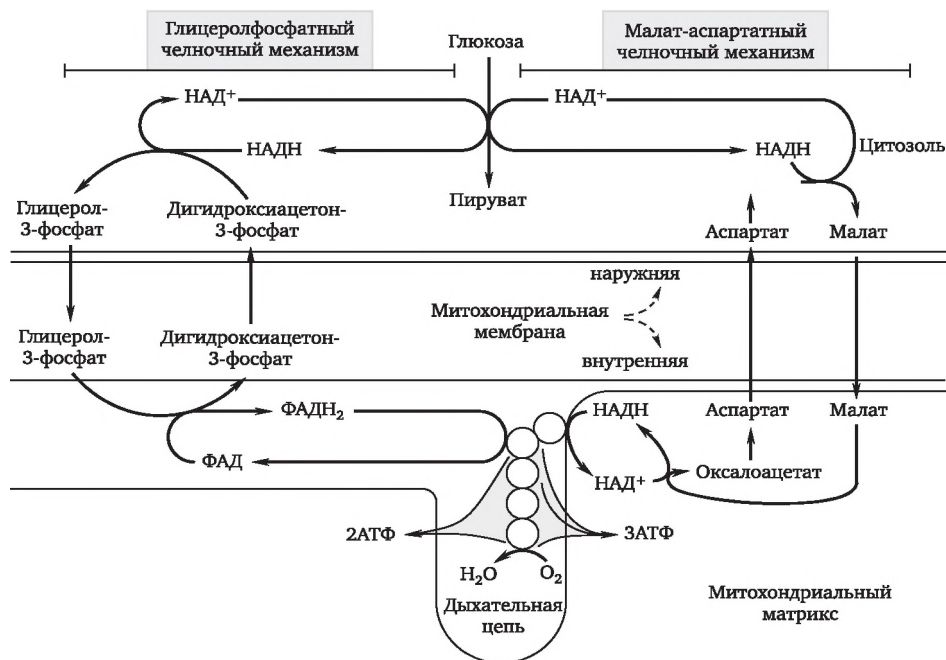 Глицеролфосфатный
челночный механизм
Глюкоза
Малат-аспартатный
челночный механизм
НАД⁺
НАД⁺
НАДН
НАДН
Цитозоль
Пируват
Глицерол-
3-фосфат
Дигидроксиацетон-
3-фосфат
Аспартат
Малат
наружняя
Митохондриальная
мембрана
внутренняя
Глицерол-
3-фосфат
Дигидроксиацетон-
3-фосфат
ФАДН₂
НАДН
Аспартат
Малат
ФАД
НАД⁺
Оксалоацетат
2АТФ
3АТФ
H₂O
O₂
Дыхательная
цепь
Митохондриальный
матрикс